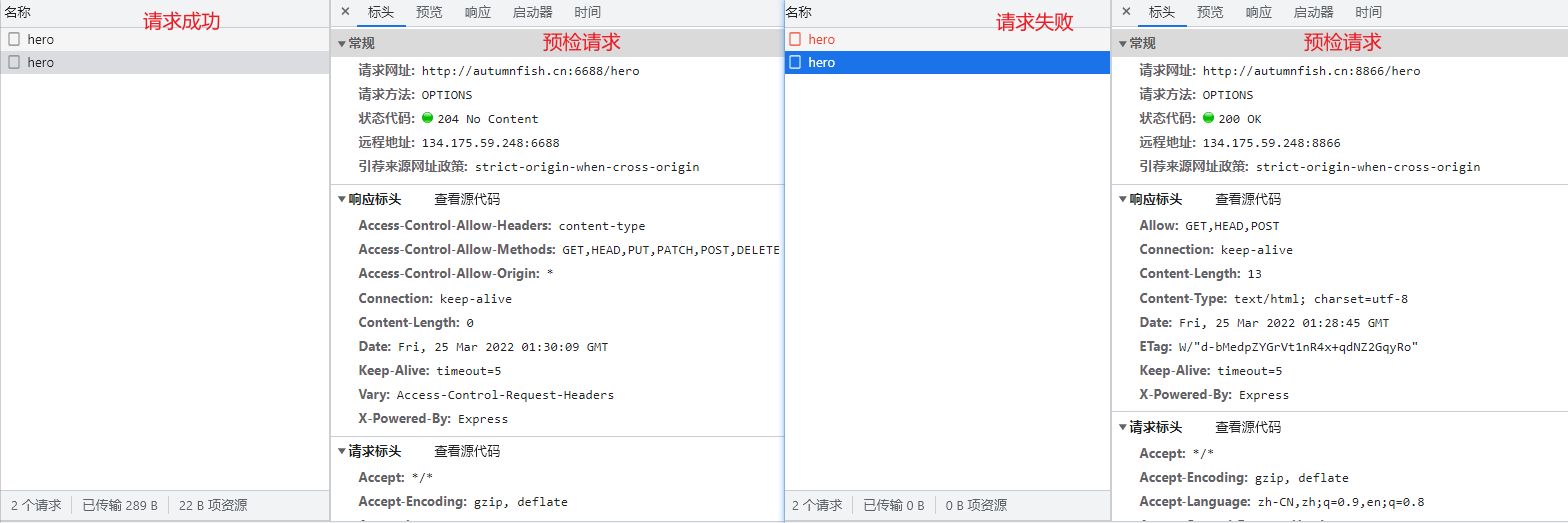 名称
请求成功
hero
hero
2 个请求
已传输 289 B
22 B 项资源
× 标头 预览 响应 启动器 时间
预检请求
▼常规
请求网址: http://autumnfish.cn:6688/hero
请求方法: OPTIONS
状态代码: 204 No Content
远程地址: 134.175.59.248:6688
引荐来源网址政策: strict-origin-when-cross-origin
▼响应标头 查看源代码
Access-Control-Allow-Headers: content-type
Access-Control-Allow-Methods: GET,HEAD,PUT,PATCH,POST,DELETE
Access-Control-Allow-Origin: *
Connection: keep-alive
Content-Length: 0
Date: Fri, 25 Mar 2022 01:30:09 GMT
Keep-Alive: timeout=5
Vary: Access-Control-Request-Headers
X-Powered-By: Express
▼请求标头 查看源代码
Accept: */*
Accept-Encoding: gzip, deflate
名称
请求失败
hero
hero
2 个请求
已传输 0 B
0 B 项资源
× 标头 预览 响应 启动器 时间
预检请求
▼常规
请求网址: http://autumnfish.cn:8866/hero
请求方法: OPTIONS
状态代码: 200 OK
远程地址: 134.175.59.248:8866
引荐来源网址政策: strict-origin-when-cross-origin
▼响应标头 查看源代码
Allow: GET,HEAD,POST
Connection: keep-alive
Content-Length: 13
Content-Type: text/html; charset=utf-8
Date: Fri, 25 Mar 2022 01:28:45 GMT
ETag: W/"d-bMedpZYGrVt1nR4x+qdNZ2GqyRo"
Keep-Alive: timeout=5
X-Powered-By: Express
▼请求标头 查看源代码
Accept: */*
Accept-Encoding: gzip, deflate
Accept-Language: zh-CN,zh;q=0.9,en;q=0.8